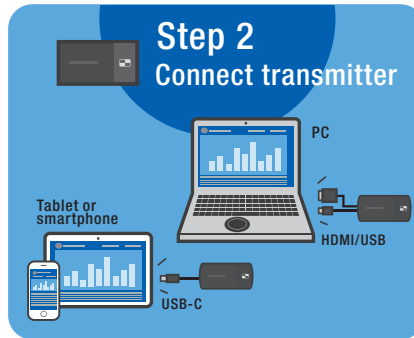 Step 2
Connect transmitter
PC
HDMI/USB
Tablet or
smartphone
USB-C